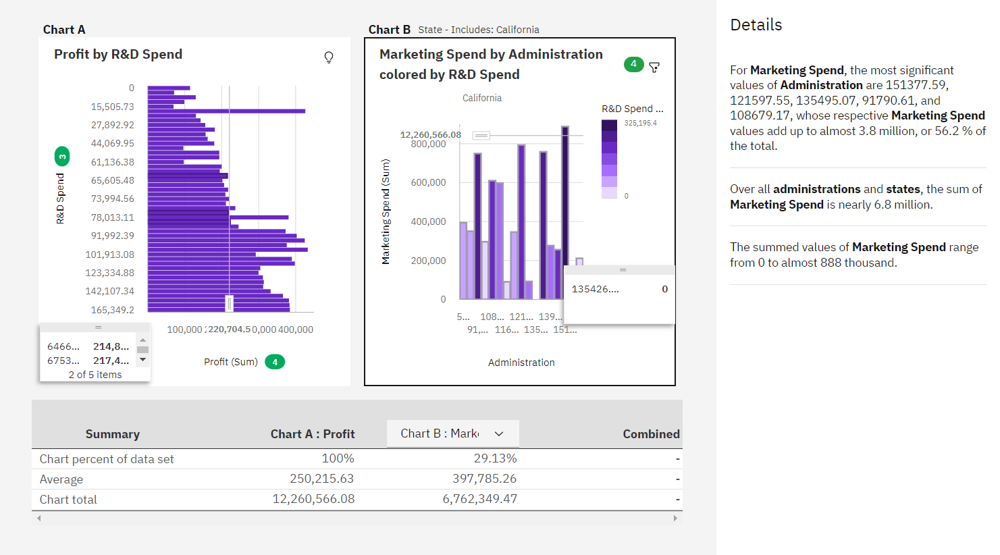 Chart A
Profit by R&D Spend
0
15,505.73
27,892.92
44,069.95
61,136.38
65,605.48
73,994.56
78,013.11
91,992.39
101,913.08
123,334.88
142,107.34
165,349.2
3
R&D Spend
100,000
220,704.5
0,000 400,000
6466... 214,8...
6753... 217,4...
2 of 5 items
Profit (Sum) 4
Chart B State - Includes: California
Marketing Spend by Administration
colored by R&D Spend
4
California
R&D Spend ...
325,195.4
0
12,260,566.08
800,000
600,000
400,000
200,000
0
Marketing Spend (Sum)
135426.... 0
5... 108... 121... 139...
91,... 116... 135... 151...
Administration
Summary Chart A : Profit Chart B : Mark Combined
Chart percent of data set 100% 29.13% -
Average 250,215.63 397,785.26 -
Chart total 12,260,566.08 6,762,349.47 -
Details
For Marketing Spend, the most significant
values of Administration are 151377.59,
121597.55, 135495.07, 91790.61, and
108679.17, whose respective Marketing Spend
values add up to almost 3.8 million, or 56.2 % of
the total.
Over all administrations and states, the sum of
Marketing Spend is nearly 6.8 million.
The summed values of Marketing Spend range
from 0 to almost 888 thousand.